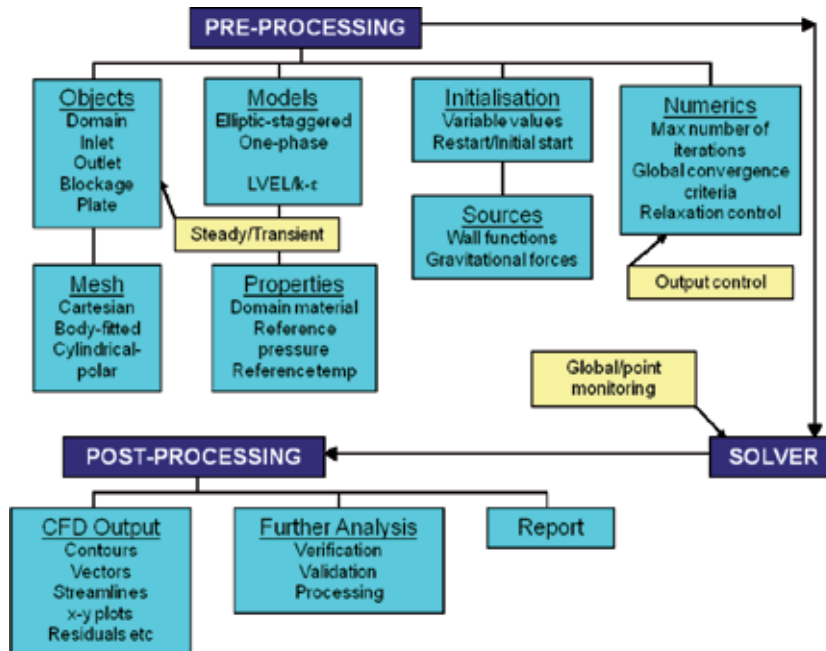 PRE-PROCESSING
Objects
Domain
Inlet
Outlet
Blockage
Plate
Models
Elliptic-staggered
One-phase
LVEL/k-ε
Initialisation
Variable values
Restart/Initial start
Numerics
Max number of
iterations
Global convergence
criteria
Relaxation control
Steady/Transient
Sources
Wall functions
Gravitational forces
Output control
Mesh
Cartesian
Body-fitted
Cylindrical-
polar
Properties
Domain material
Reference
pressure
Reference temp
Global/point
monitoring
POST-PROCESSING
SOLVER
CFD Output
Contours
Vectors
Streamlines
x-y plots
Residuals etc
Further Analysis
Verification
Validation
Processing
Report